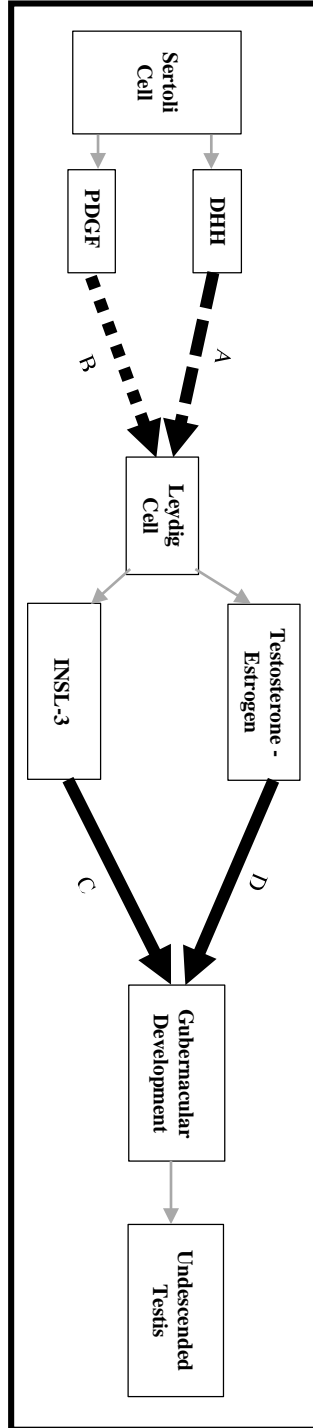 Sertoli
Cell
DHH
PDGF
A
B
Leydig
Cell
Testosterone -
Estrogen
INSL-3
D
C
Gubernacular
Development
Undescended
Testis